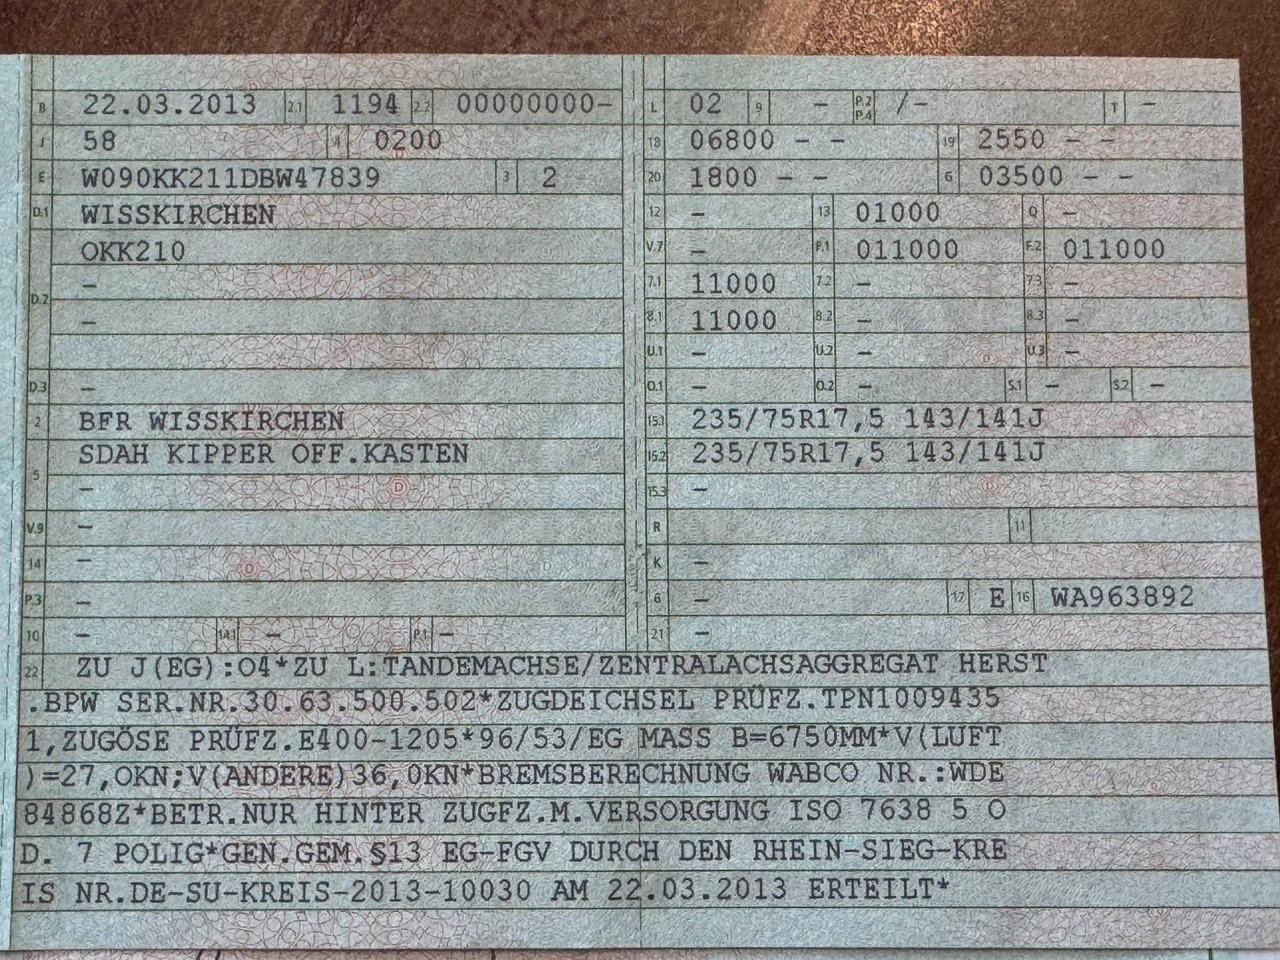 B 22.03.2013 2.1 1194 2.2 00000000-
J 58 4 0200
E W090KK211DBW47839 3 2
D.1 WISSKIRCHEN
OKK210
D.2 -
-
D.3 -
2 BFR WISSKIRCHEN
SDAH KIPPER OFF.KASTEN
5 -
V.9 -
14 -
P.3 -
10 - 14.1 - P.1 -
L 02 9 - P.2 P.4 /- T -
18 06800 - - 19 2550 - -
20 1800 - - G 03500 - -
12 - 13 01000 Q -
V.7 - F.1 011000 F.2 011000
7.1 11000 7.2 - 7.3 -
8.1 11000 8.2 - 8.3 -
U.1 - U.2 - U.3 -
O.1 - O.2 - S.1 - S.2 -
15.1 235/75R17,5 143/141J
15.2 235/75R17,5 143/141J
15.3 -
R 11
K -
6 - 17 E 16 WA963892
21 -
22 ZU J(EG):O4*ZU L:TANDEMACHSE/ZENTRALACHSAGGREGAT HERST
.BPW SER.NR.30.63.500.502*ZUGDEICHSEL PRÜFZ.TPN1009435
1,ZUGÖSE PRÜFZ.E400-1205*96/53/EG MASS B=6750MM*V(LUFT
)=27,OKN;V(ANDERE)36,0KN*BREMSBERECHNUNG WABCO NR.:WDE
84868Z*BETR.NUR HINTER ZUGFZ.M.VERSORGUNG ISO 7638 5 O
D. 7 POLIG*GEN.GEM.§13 EG-FGV DURCH DEN RHEIN-SIEG-KRE
IS NR.DE-SU-KREIS-2013-10030 AM 22.03.2013 ERTEILT*